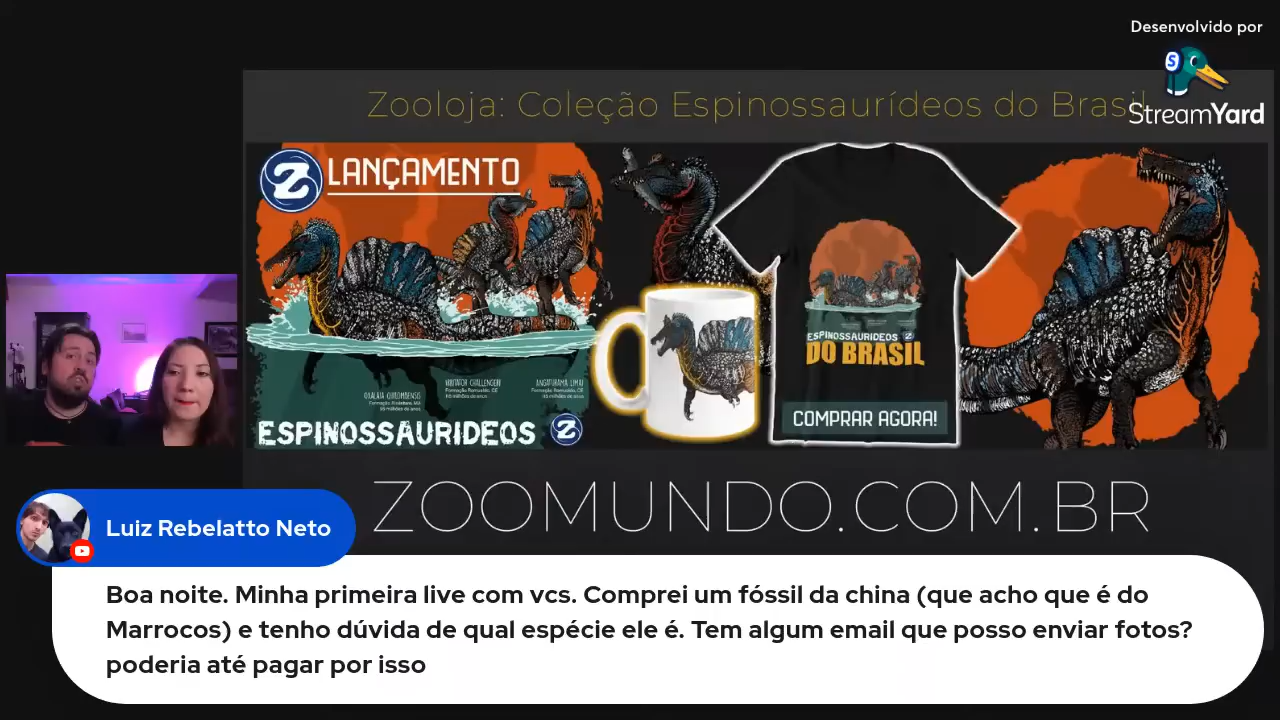 Desenvolvido por
StreamYard
Zooloja: Coleção Espinossaurídeos do Brasil
LANÇAMENTO
ESPINOSSAURIDEOS
ESPINOSSAURIDEOS
DO BRASIL
COMPRAR AGORA!
ZOOMUNDO.COM.BR
Luiz Rebelatto Neto
Boa noite. Minha primeira live com vcs. Comprei um fóssil da china (que acho que é do
Marrocos) e tenho dúvida de qual espécie ele é. Tem algum email que posso enviar fotos?
poderia até pagar por isso